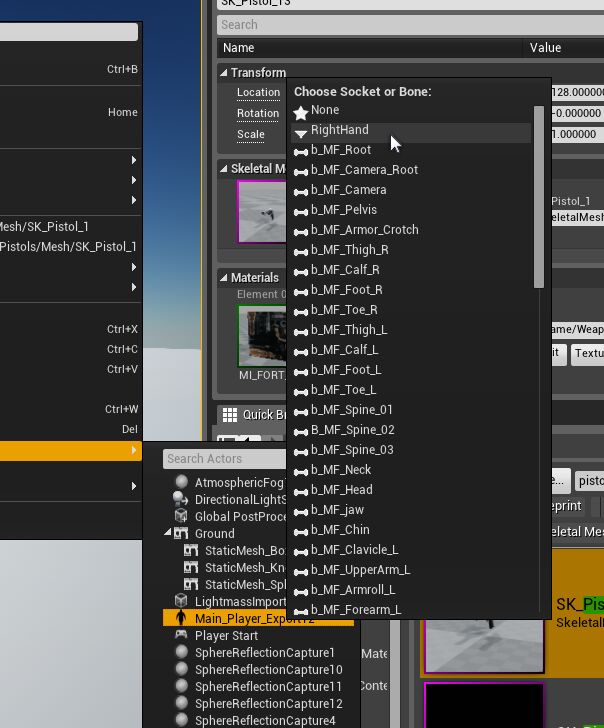 SK_Pistol_13
Search
Name
Value
Ctrl+B
Home
Mesh/SK_Pistol_1
Pistols/Mesh/SK_Pistol_1
Ctrl+X
Ctrl+C
Ctrl+V
Ctrl+W
Del
Transform
Location
128.000000
Rotation
-0.000000
Scale
1.000000
Skeletal M
Pistol_1
eletalMesh
Materials
Element 0
ame/Weap
Textu
MI_FORT_
Quick Br
Choose Socket or Bone:
None
RightHand
b_MF_Root
b_MF_Camera_Root
b_MF_Camera
b_MF_Pelvis
b_MF_Armor_Crotch
b_MF_Thigh_R
b_MF_Calf_R
b_MF_Foot_R
b_MF_Toe_R
b_MF_Thigh_L
b_MF_Calf_L
b_MF_Foot_L
b_MF_Toe_L
b_MF_Spine_01
B_MF_Spine_02
b_MF_Spine_03
b_MF_Neck
b_MF_Head
b_MF_jaw
b_MF_Chin
b_MF_Clavicle_L
b_MF_UpperArm_L
b_MF_Armroll_L
b_MF_Forearm_L
Search Actors
AtmosphericFog
DirectionalLightS
Global PostProce
Ground
StaticMesh_Bo
StaticMesh_Kn
StaticMesh_Sp
LightmassImport
Main_Player_Export12
Player Start
SphereReflectionCapture1
SphereReflectionCapture10
SphereReflectionCapture11
SphereReflectionCapture12
SphereReflectionCapture4
Mate
Conte
pisto
eprint
eletal Mes
SK_Pis
Skeletal